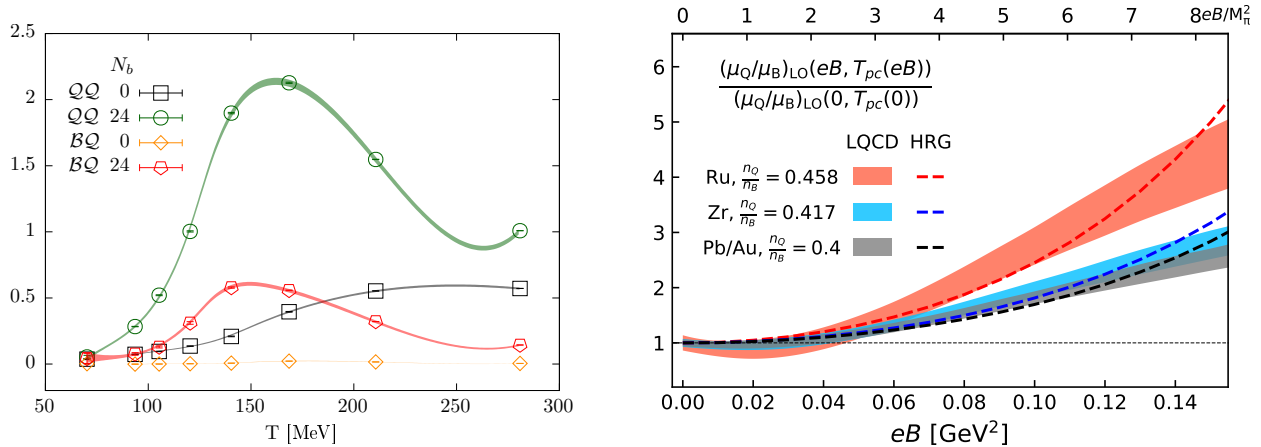 2.5
2
1.5
1
0.5
0
50
100
150
200
250
300
T [MeV]
N_b
𝒬𝒬 0
𝒬𝒬 24
ℬ𝒬 0
ℬ𝒬 24
0 1 2 3 4 5 6 7 8 eB/M_π^2
6
5
4
3
2
1
(μ_Q/μ_B)_LO(eB, T_pc(eB))
(μ_Q/μ_B)_LO(0, T_pc(0))
LQCD HRG
Ru, n_Q/n_B = 0.458
Zr, n_Q/n_B = 0.417
Pb/Au, n_Q/n_B = 0.4
0.00 0.02 0.04 0.06 0.08 0.10 0.12 0.14
eB [GeV^2]